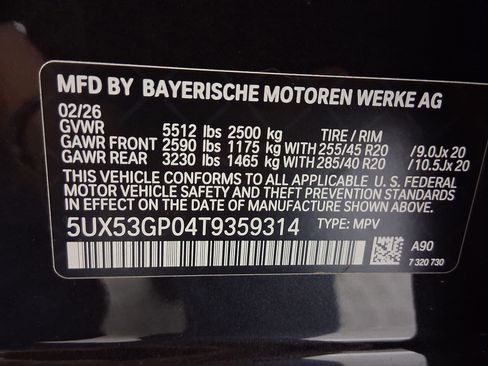 MFD BY BAYERISCHE MOTOREN WERKE AG
02/26
GVWR 5512 lbs 2500 kg TIRE / RIM
GAWR FRONT 2590 lbs 1175 kg WITH 255/45 R20 /9.0Jx20
GAWR REAR 3230 lbs 1465 kg WITH 285/40 R20 /10.5Jx20
THIS VEHICLE CONFORMS TO ALL APPLICABLE U. S. FEDERAL
MOTOR VEHICLE SAFETY AND THEFT PREVENTION STANDARDS
IN EFFECT ON THE DATE OF MANUFACTURE SHOWN ABOVE.
5UX53GP04T9359314 TYPE: MPV
A90
7 320 730